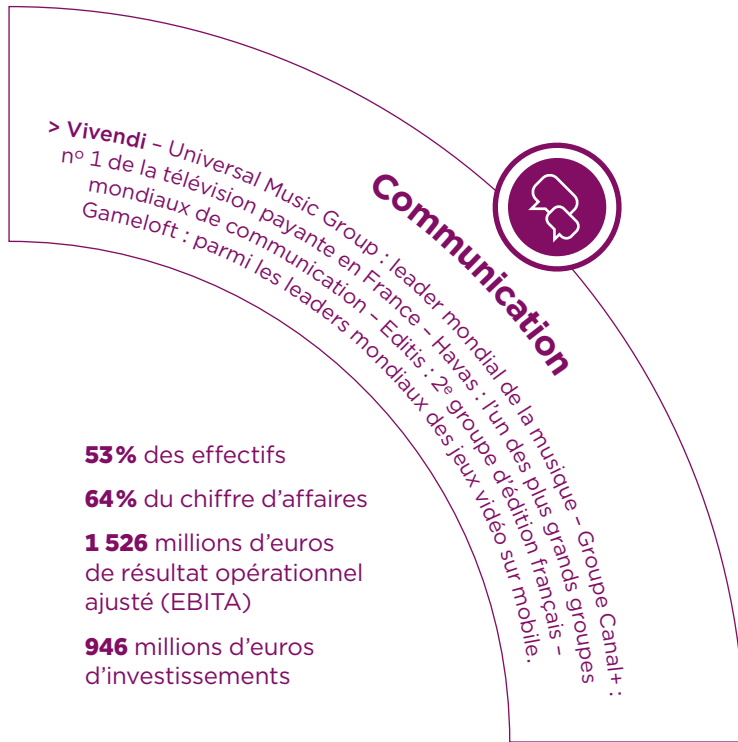 Communication
> Vivendi – Universal Music Group : leader mondial de la musique – Groupe Canal+ :
nº 1 de la télévision payante en France – Havas : l'un des plus grands groupes
mondiaux de communication – Editis : 2e groupe d'édition français –
Gameloft : parmi les leaders mondiaux des jeux vidéo sur mobile.
53% des effectifs
64% du chiffre d'affaires
1 526 millions d'euros
de résultat opérationnel
ajusté (EBITA)
946 millions d'euros
d'investissements